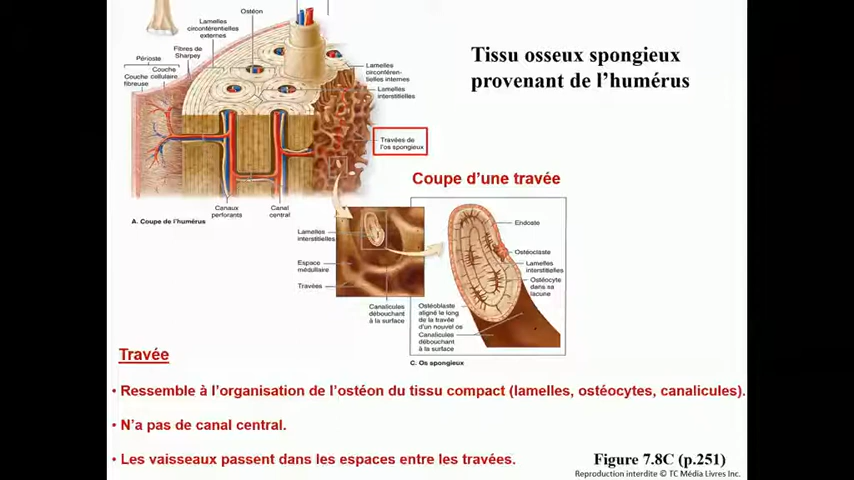 Ostéon
Lamelles
circonférentielles
externes
Fibres de
Sharpey
Périoste
Couche
cellulaire
Couche
fibreuse
Lamelles
circonféren-
tielles internes
Lamelles
interstitielles
Travées de
l'os spongieux
Canaux
perforants
Canal
central
A. Coupe de l'humérus
Tissu osseux spongieux
provenant de l'humérus
Coupe d'une travée
Lamelles
interstitielles
Espace
médullaire
Travées
Canalicules
débouchant
à la surface
Endoste
Ostéoclaste
Lamelles
interstitielles
Ostéocyte
dans sa
lacune
Ostéoblaste
aligné le long
de la travée
d'un nouvel os
Canalicules
débouchant
à la surface
C. Os spongieux
Travée
• Ressemble à l'organisation de l'ostéon du tissu compact (lamelles, ostéocytes, canalicules).
• N'a pas de canal central.
• Les vaisseaux passent dans les espaces entre les travées.
Figure 7.8C (p.251)
Reproduction interdite © TC Média Livres Inc.